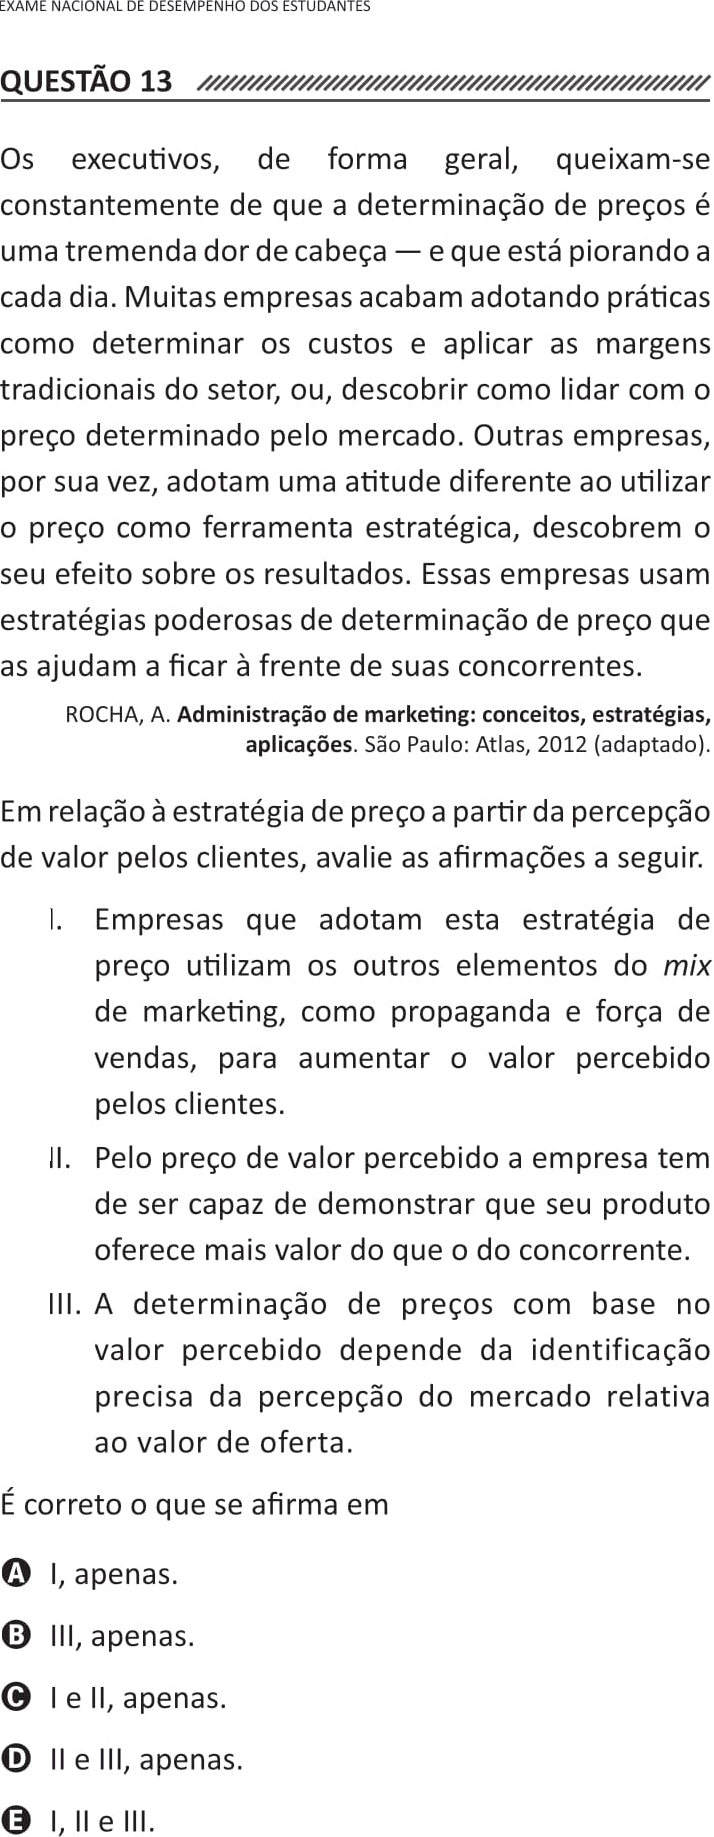 EXAME NACIONAL DE DESEMPENHO DOS ESTUDANTES
QUESTÃO 13
Os executivos, de forma geral, queixam-se
constantemente de que a determinação de preços é
uma tremenda dor de cabeça — e que está piorando a
cada dia. Muitas empresas acabam adotando práticas
como determinar os custos e aplicar as margens
tradicionais do setor, ou, descobrir como lidar com o
preço determinado pelo mercado. Outras empresas,
por sua vez, adotam uma atitude diferente ao utilizar
o preço como ferramenta estratégica, descobrem o
seu efeito sobre os resultados. Essas empresas usam
estratégias poderosas de determinação de preço que
as ajudam a ficar à frente de suas concorrentes.
ROCHA, A. Administração de marketing: conceitos, estratégias,
aplicações. São Paulo: Atlas, 2012 (adaptado).
Em relação à estratégia de preço a partir da percepção
de valor pelos clientes, avalie as afirmações a seguir.
I. Empresas que adotam esta estratégia de
preço utilizam os outros elementos do mix
de marketing, como propaganda e força de
vendas, para aumentar o valor percebido
pelos clientes.
II. Pelo preço de valor percebido a empresa tem
de ser capaz de demonstrar que seu produto
oferece mais valor do que o do concorrente.
III. A determinação de preços com base no
valor percebido depende da identificação
precisa da percepção do mercado relativa
ao valor de oferta.
É correto o que se afirma em
A I, apenas.
B III, apenas.
C I e II, apenas.
D II e III, apenas.
E I, II e III.